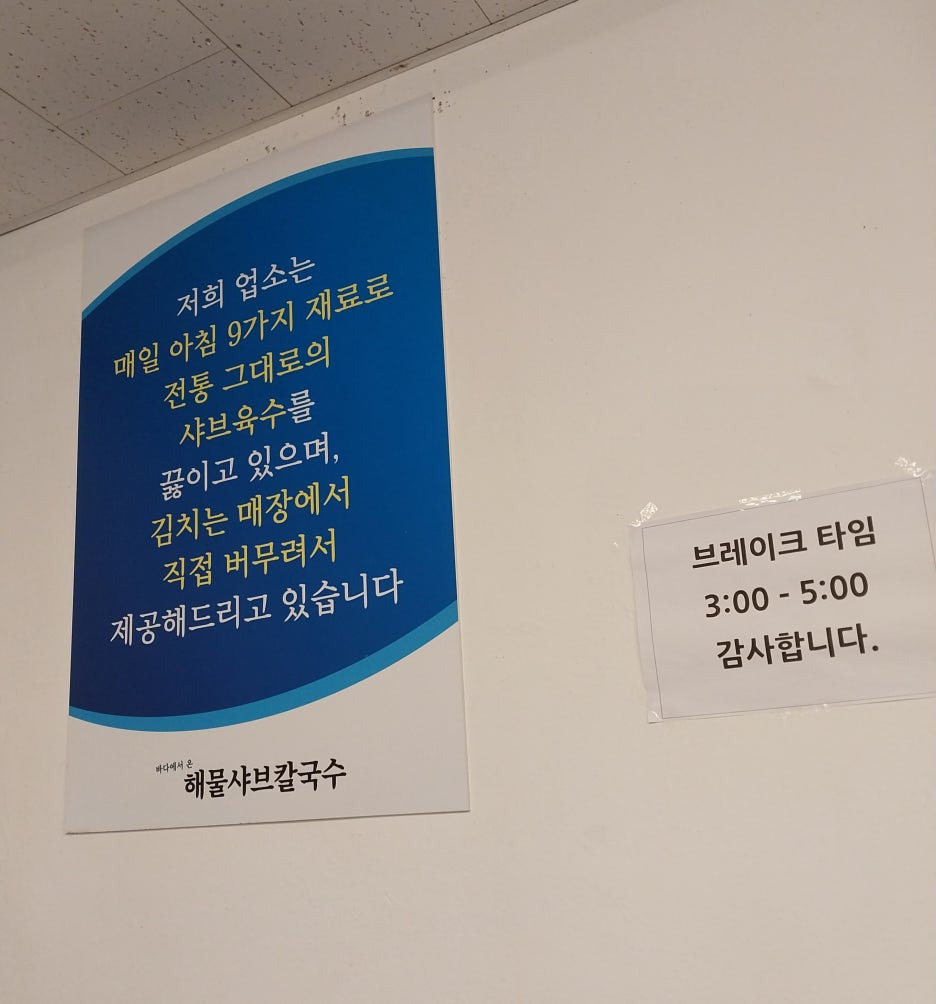 저희 업소는
매일 아침 9가지 재료로
전통 그대로의
샤브육수를
끓이고 있으며,
김치는 매장에서
직접 버무려서
제공해드리고 있습니다
바다에서 온
해물샤브칼국수
브레이크 타임
3:00 - 5:00
감사합니다.